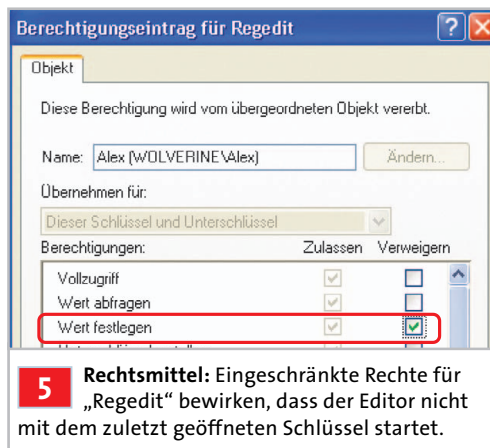 Berechtigungseintrag für Regedit
Objekt
Diese Berechtigung wird vom übergeordneten Objekt vererbt.
Name: Alex (WOLVERINE\Alex) Ändern...
Übernehmen für:
Dieser Schlüssel und Unterschlüssel
Berechtigungen: Zulassen Verweigern
Vollzugriff
Wert abfragen
Wert festlegen
5 Rechtsmittel: Eingeschränkte Rechte für
„Regedit“ bewirken, dass der Editor nicht
mit dem zuletzt geöffneten Schlüssel startet.